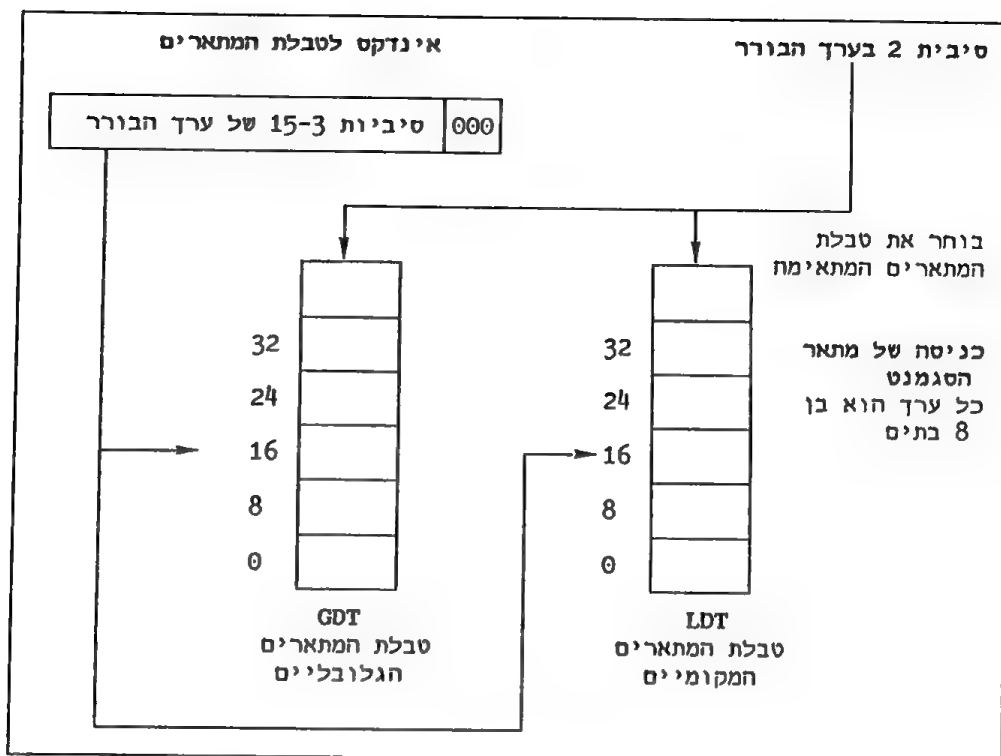 סיבית 2 בערך הבורר
אינדקס לטבלת המתארים
סיביות 15-3 של ערך הבורר
000
בוחר את טבלת
המתארים המתאימה
כניסה של מתאר
הסגמנט
כל ערך הוא בן
8 בתים
32
24
16
8
0
32
24
16
8
0
GDT
טבלת המתארים
הגלובליים
LDT
טבלת המתארים
המקומיים